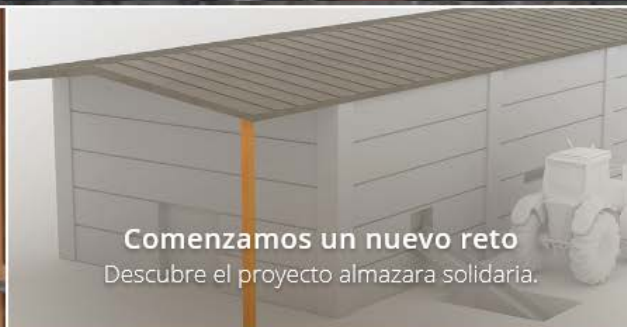 Comenzamos un nuevo reto
Descubre el proyecto almazara solidaria.